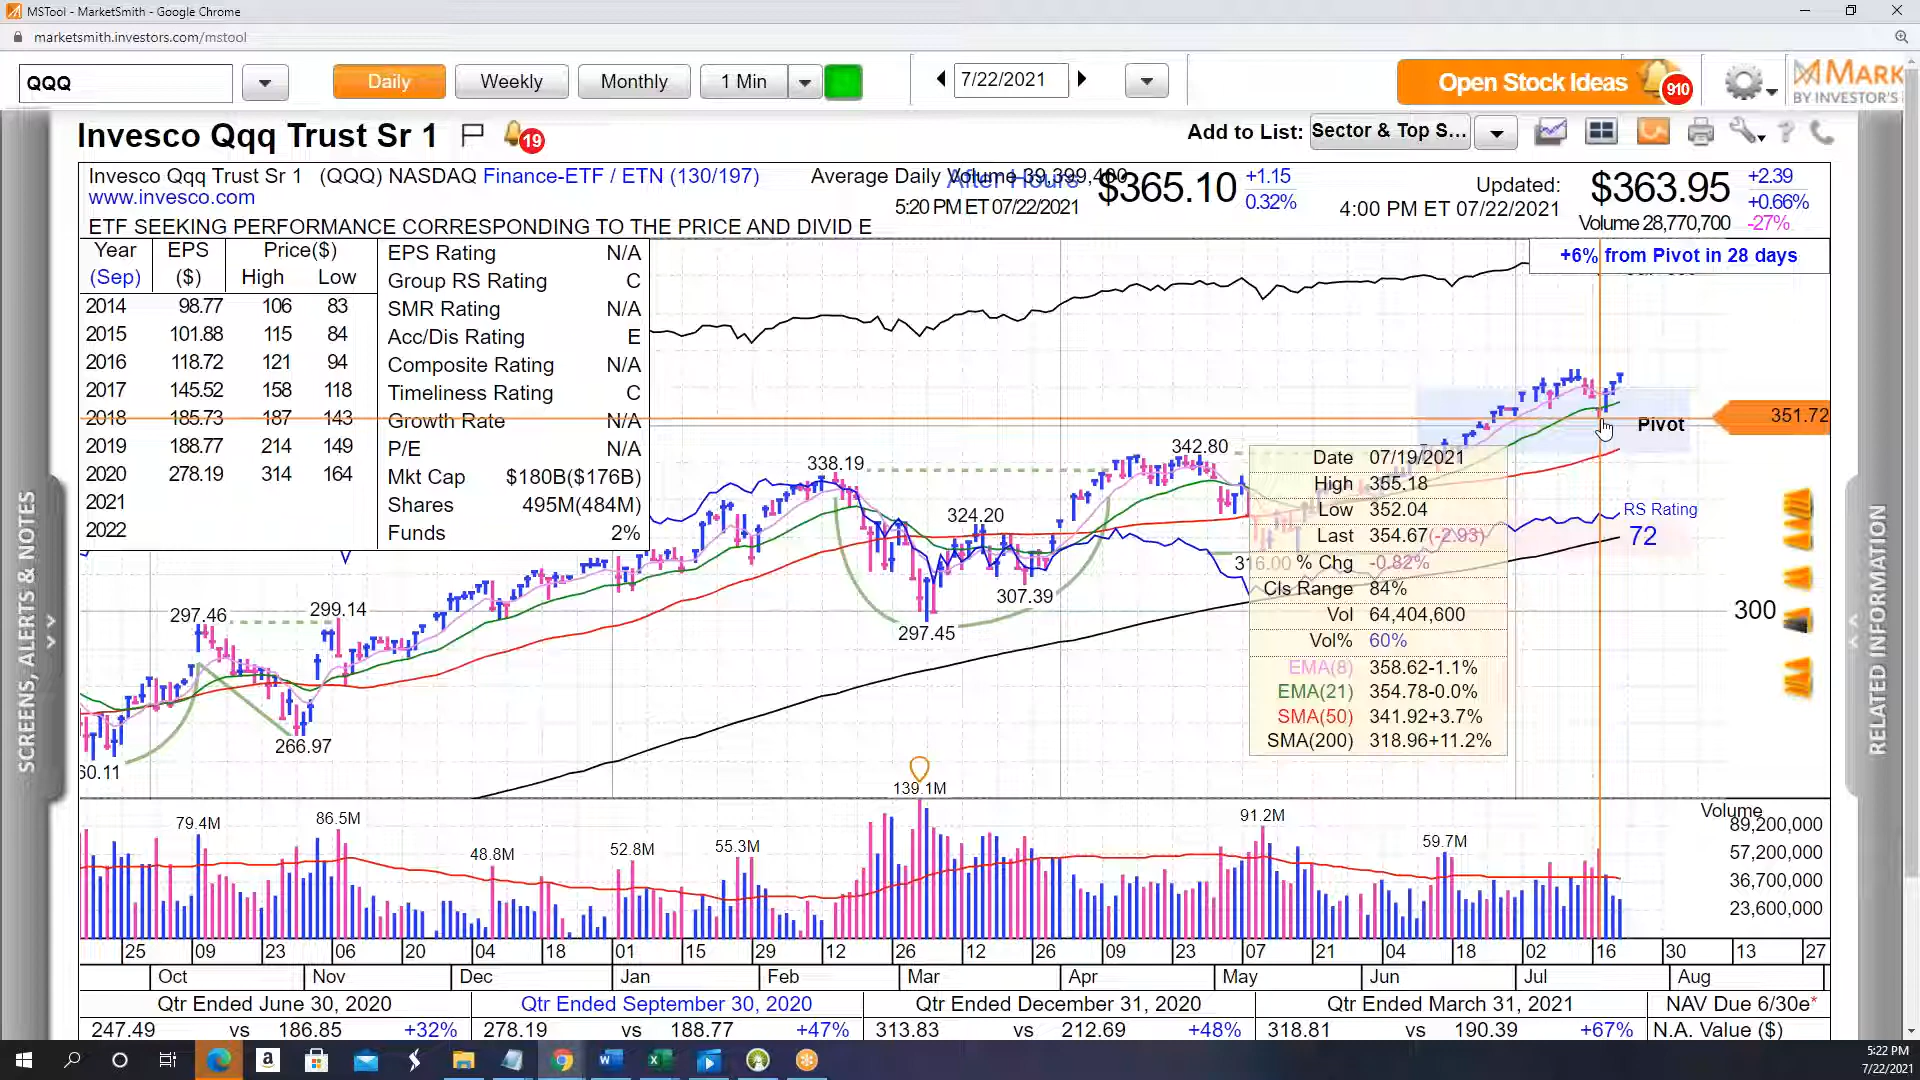 MSTool - MarketSmith - Google Chrome
marketsmith.investors.com/mstool
QQQ Daily Weekly Monthly 1 Min 7/22/2021 Open Stock Ideas 910 MARK
BY INVESTOR'S
Invesco Qqq Trust Sr 1 19 Add to List: Sector & Top S...
Invesco Qqq Trust Sr 1 (QQQ) NASDAQ Finance-ETF / ETN (130/197) Average Daily Volume 39,399,400 After Hours $365.10 +1.15 Updated: $363.95 +2.39
www.invesco.com 5:20 PM ET 07/22/2021 0.32% 4:00 PM ET 07/22/2021 +0.66%
ETF SEEKING PERFORMANCE CORRESPONDING TO THE PRICE AND DIVID E Volume 28,770,700 -27%
Year EPS Price($)
(Sep) ($) High Low
2014 98.77 106 83
2015 101.88 115 84
2016 118.72 121 94
2017 145.52 158 118
2018 185.73 187 143
2019 188.77 214 149
2020 278.19 314 164
2021
2022
EPS Rating N/A
Group RS Rating C
SMR Rating N/A
Acc/Dis Rating E
Composite Rating N/A
Timeliness Rating C
Growth Rate N/A
P/E N/A
Mkt Cap $180B($176B)
Shares 495M(484M)
Funds 2%
+6% from Pivot in 28 days
351.72
Pivot
342.80
338.19
324.20
316.00
307.39
297.45
299.14
297.46
266.97
60.11
Date 07/19/2021
High 355.18
Low 352.04
Last 354.67(-2.93)
% Chg -0.82%
Cls Range 84%
Vol 64,404,600
Vol% 60%
EMA(8) 358.62-1.1%
EMA(21) 354.78-0.0%
SMA(50) 341.92+3.7%
SMA(200) 318.96+11.2%
RS Rating
72
300
139.1M
79.4M 86.5M 48.8M 52.8M 55.3M 91.2M 59.7M
Volume
89,200,000
57,200,000
36,700,000
23,600,000
25 09 23 06 20 04 18 01 15 29 12 26 12 26 09 23 07 21 04 18 02 16 30 13 27
Oct Nov Dec Jan Feb Mar Apr May Jun Jul Aug
Qtr Ended June 30, 2020 Qtr Ended September 30, 2020 Qtr Ended December 31, 2020 Qtr Ended March 31, 2021 NAV Due 6/30e*
247.49 vs 186.85 +32% 278.19 vs 188.77 +47% 313.83 vs 212.69 +48% 318.81 vs 190.39 +67% N.A. Value ($)
SCREENS, ALERTS & NOTES
RELATED INFORMATION
5:22 PM
7/22/2021